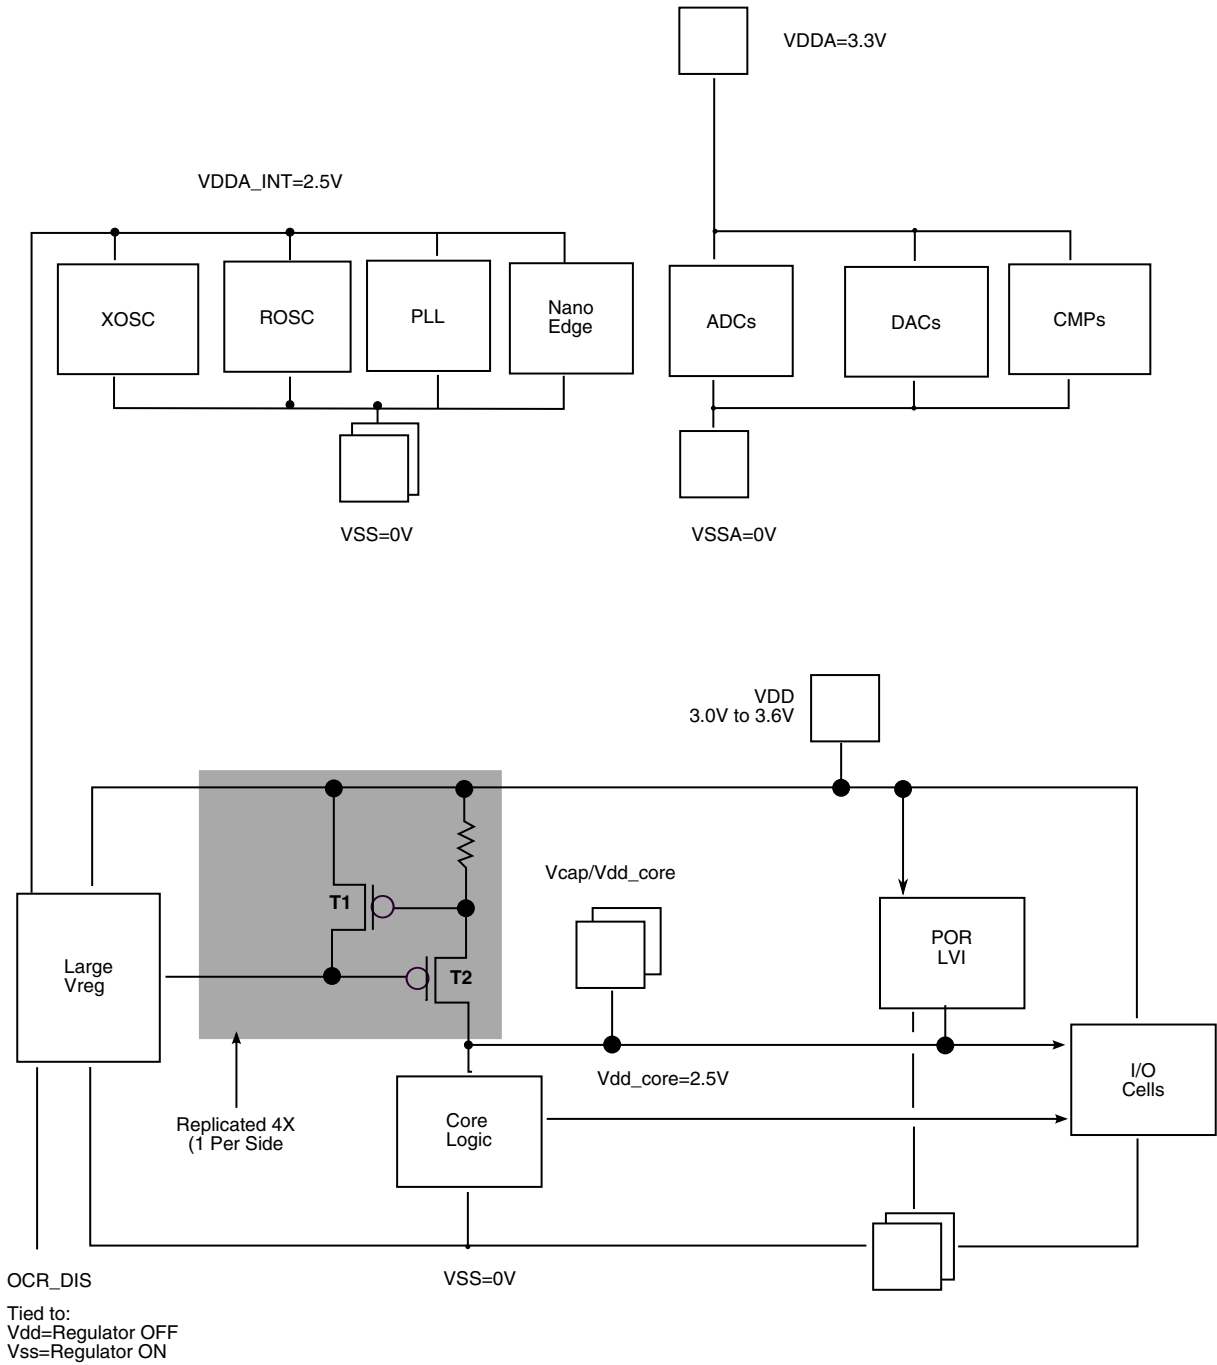 VDDA=3.3V
VDDA_INT=2.5V
XOSC
ROSC
PLL
Nano
Edge
ADCs
DACs
CMPs
VSS=0V
VSSA=0V
VDD
3.0V to 3.6V
T1
Vcap/Vdd_core
POR
LVI
Large
Vreg
T2
Vdd_core=2.5V
I/O
Cells
Replicated 4X
(1 Per Side
Core
Logic
OCR_DIS
VSS=0V
Tied to:
Vdd=Regulator OFF
Vss=Regulator ON